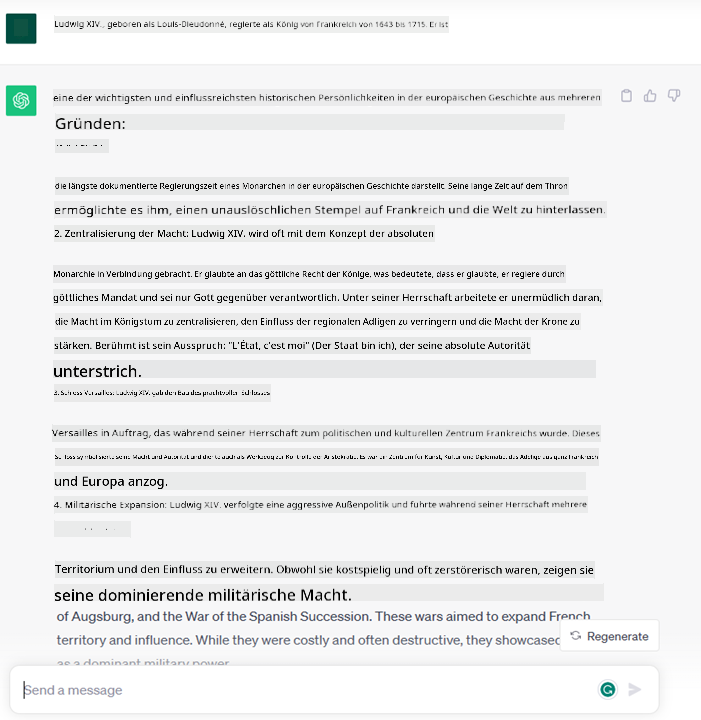 Ludwig XIV., geboren als Louis-Dieudonné, regierte als König von Frankreich von 1643 bis 1715. Er ist
eine der wichtigsten und einflussreichsten historischen Persönlichkeiten in der europäischen Geschichte aus mehreren
Gründen:
die längste dokumentierte Regierungszeit eines Monarchen in der europäischen Geschichte darstellt. Seine lange Zeit auf dem Thron
ermöglichte es ihm, einen unauslöschlichen Stempel auf Frankreich und die Welt zu hinterlassen.
2. Zentralisierung der Macht: Ludwig XIV. wird oft mit dem Konzept der absoluten
Monarchie in Verbindung gebracht. Er glaubte an das göttliche Recht der Könige, was bedeutete, dass er glaubte, er regiere durch
göttliches Mandat und sei nur Gott gegenüber verantwortlich. Unter seiner Herrschaft arbeitete er unermüdlich daran,
die Macht im Königstum zu zentralisieren, den Einfluss der regionalen Adligen zu verringern und die Macht der Krone zu
stärken. Berühmt ist sein Ausspruch: "L'État, c'est moi" (Der Staat bin ich), der seine absolute Autorität
unterstrich.
3. Schloss Versailles: Ludwig XIV. gab den Bau des prachtvollen Schlosses
Versailles in Auftrag, das während seiner Herrschaft zum politischen und kulturellen Zentrum Frankreichs wurde. Dieses
Schloss symbolisierte seine Macht und Autorität und diente auch als Werkzeug zur Kontrolle der Aristokratie. Es war ein Zentrum für Kunst, Kultur und Diplomatie, das Adelige aus ganz Frankreich
und Europa anzog.
4. Militärische Expansion: Ludwig XIV. verfolgte eine aggressive Außenpolitik und führte während seiner Herrschaft mehrere
Territorium und den Einfluss zu erweitern. Obwohl sie kostspielig und oft zerstörerisch waren, zeigen sie
seine dominierende militärische Macht.
of Augsburg, and the War of the Spanish Succession. These wars aimed to expand French
territory and influence. While they were costly and often destructive, they showcased
Regenerate
as a dominant military power.
Send a message